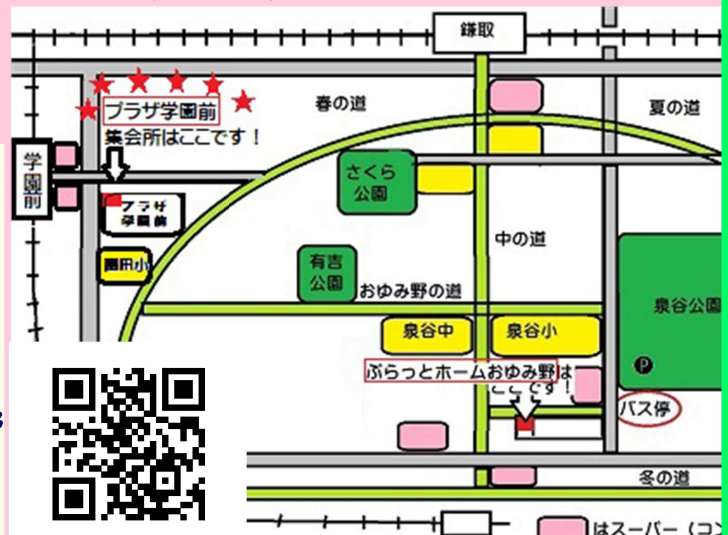 鎌取
春の道
夏の道
プラザ学園前
集会所はここです！
学園前
さくら
公園
プラザ
学園前
中の道
有吉
公園
おゆみ野の道
泉谷公園
泉谷中
泉谷小
P
ぷらっとホームおゆみ野は
ここです！
バス停
冬の道
はスーパー（コン